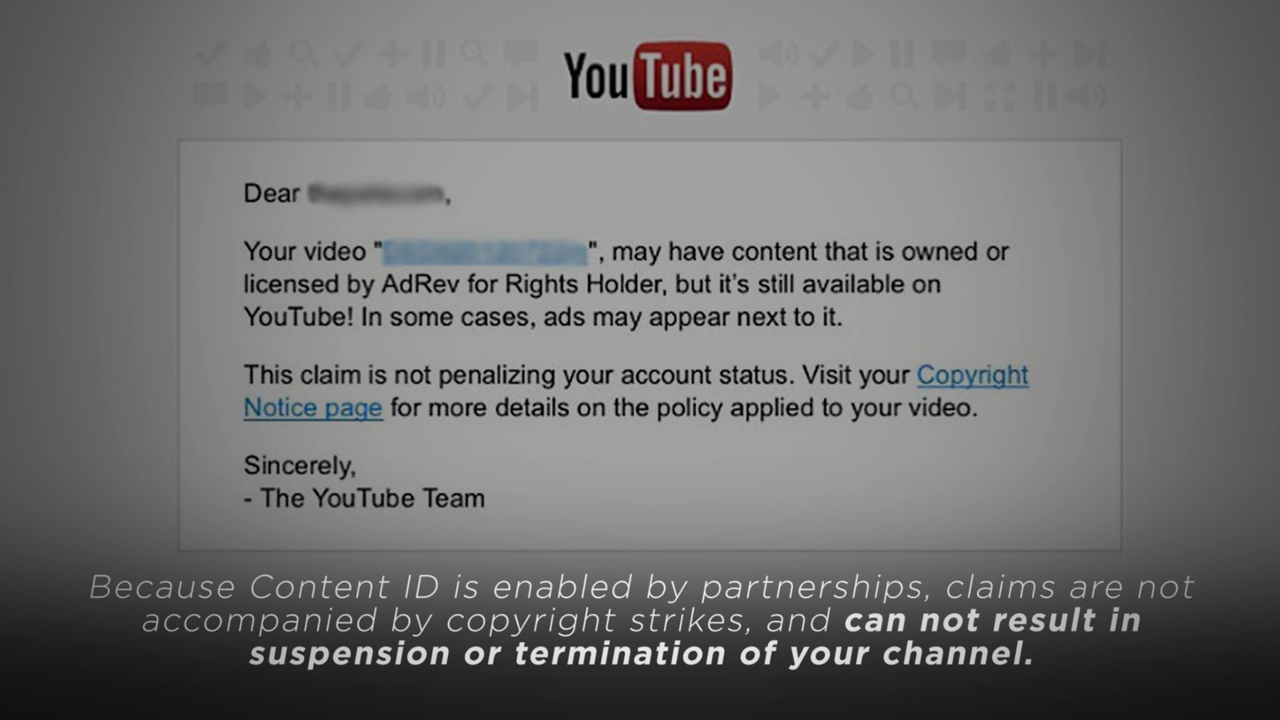 YouTube
Dear ,
Your video "", may have content that is owned or
licensed by AdRev for Rights Holder, but it's still available on
YouTube! In some cases, ads may appear next to it.
This claim is not penalizing your account status. Visit your Copyright
Notice page for more details on the policy applied to your video.
Sincerely,
- The YouTube Team
Because Content ID is enabled by partnerships, claims are not
accompanied by copyright strikes, and can not result in
suspension or termination of your channel.